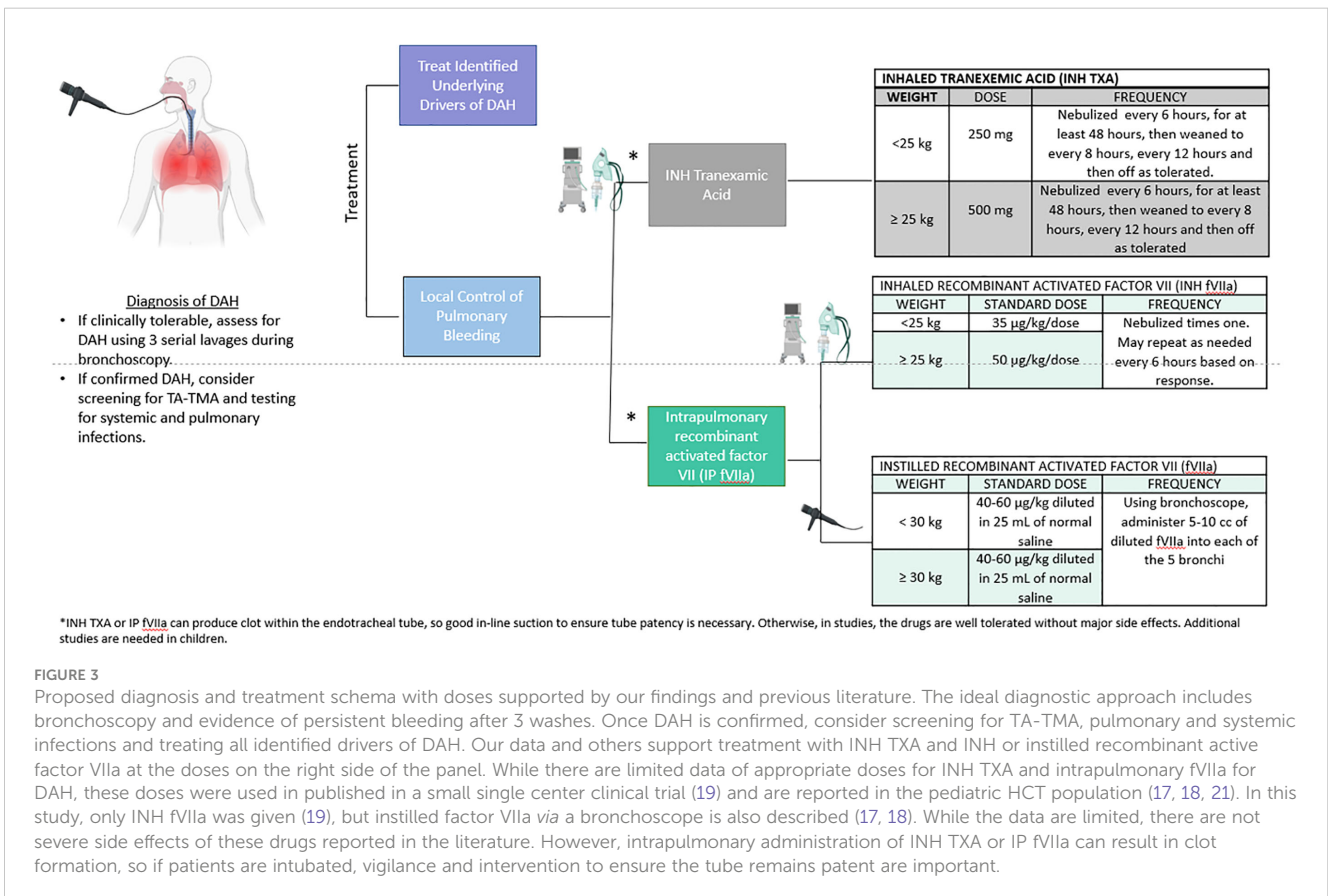 Treat Identified
Underlying
Drivers of DAH
Treatment
Local Control of
Pulmonary
Bleeding
Diagnosis of DAH
• If clinically tolerable, assess for
DAH using 3 serial lavages during
bronchoscopy.
• If confirmed DAH, consider
screening for TA-TMA and testing
for systemic and pulmonary
infections.
*
INH Tranexamic
Acid
*
Intrapulmonary
recombinant
activated factor
VII (IP fVIIa)
INHALED TRANEXEMIC ACID (INH TXA)
WEIGHT DOSE FREQUENCY
<25 kg 250 mg Nebulized every 6 hours, for at
least 48 hours, then weaned to
every 8 hours, every 12 hours and
then off as tolerated.
≥ 25 kg 500 mg Nebulized every 6 hours, for at least
48 hours, then weaned to every 8
hours, every 12 hours and then off
as tolerated
INHALED RECOMBINANT ACTIVATED FACTOR VII (INH fVIIa)
WEIGHT STANDARD DOSE FREQUENCY
<25 kg 35 µg/kg/dose Nebulized times one.
≥ 25 kg 50 µg/kg/dose May repeat as needed
every 6 hours based on
response.
INSTILLED RECOMBINANT ACTIVATED FACTOR VII (fVIIa)
WEIGHT STANDARD DOSE FREQUENCY
< 30 kg 40-60 µg/kg diluted
in 25 mL of normal
saline
≥ 30 kg 40-60 µg/kg diluted
in 25 mL of normal
saline
Using bronchoscope,
administer 5-10 cc of
diluted fVIIa into each of
the 5 bronchi
*INH TXA or IP fVIIa can produce clot within the endotracheal tube, so good in-line suction to ensure tube patency is necessary. Otherwise, in studies, the drugs are well tolerated without major side effects. Additional
studies are needed in children.
FIGURE 3
Proposed diagnosis and treatment schema with doses supported by our findings and previous literature. The ideal diagnostic approach includes
bronchoscopy and evidence of persistent bleeding after 3 washes. Once DAH is confirmed, consider screening for TA-TMA, pulmonary and systemic
infections and treating all identified drivers of DAH. Our data and others support treatment with INH TXA and INH or instilled recombinant active
factor VIIa at the doses on the right side of the panel. While there are limited data of appropriate doses for INH TXA and intrapulmonary fVIIa for
DAH, these doses were used in published in a small single center clinical trial (19) and are reported in the pediatric HCT population (17, 18, 21). In this
study, only INH fVIIa was given (19), but instilled factor VIIa via a bronchoscope is also described (17, 18). While the data are limited, there are not
severe side effects of these drugs reported in the literature. However, intrapulmonary administration of INH TXA or IP fVIIa can result in clot
formation, so if patients are intubated, vigilance and intervention to ensure the tube remains patent are important.